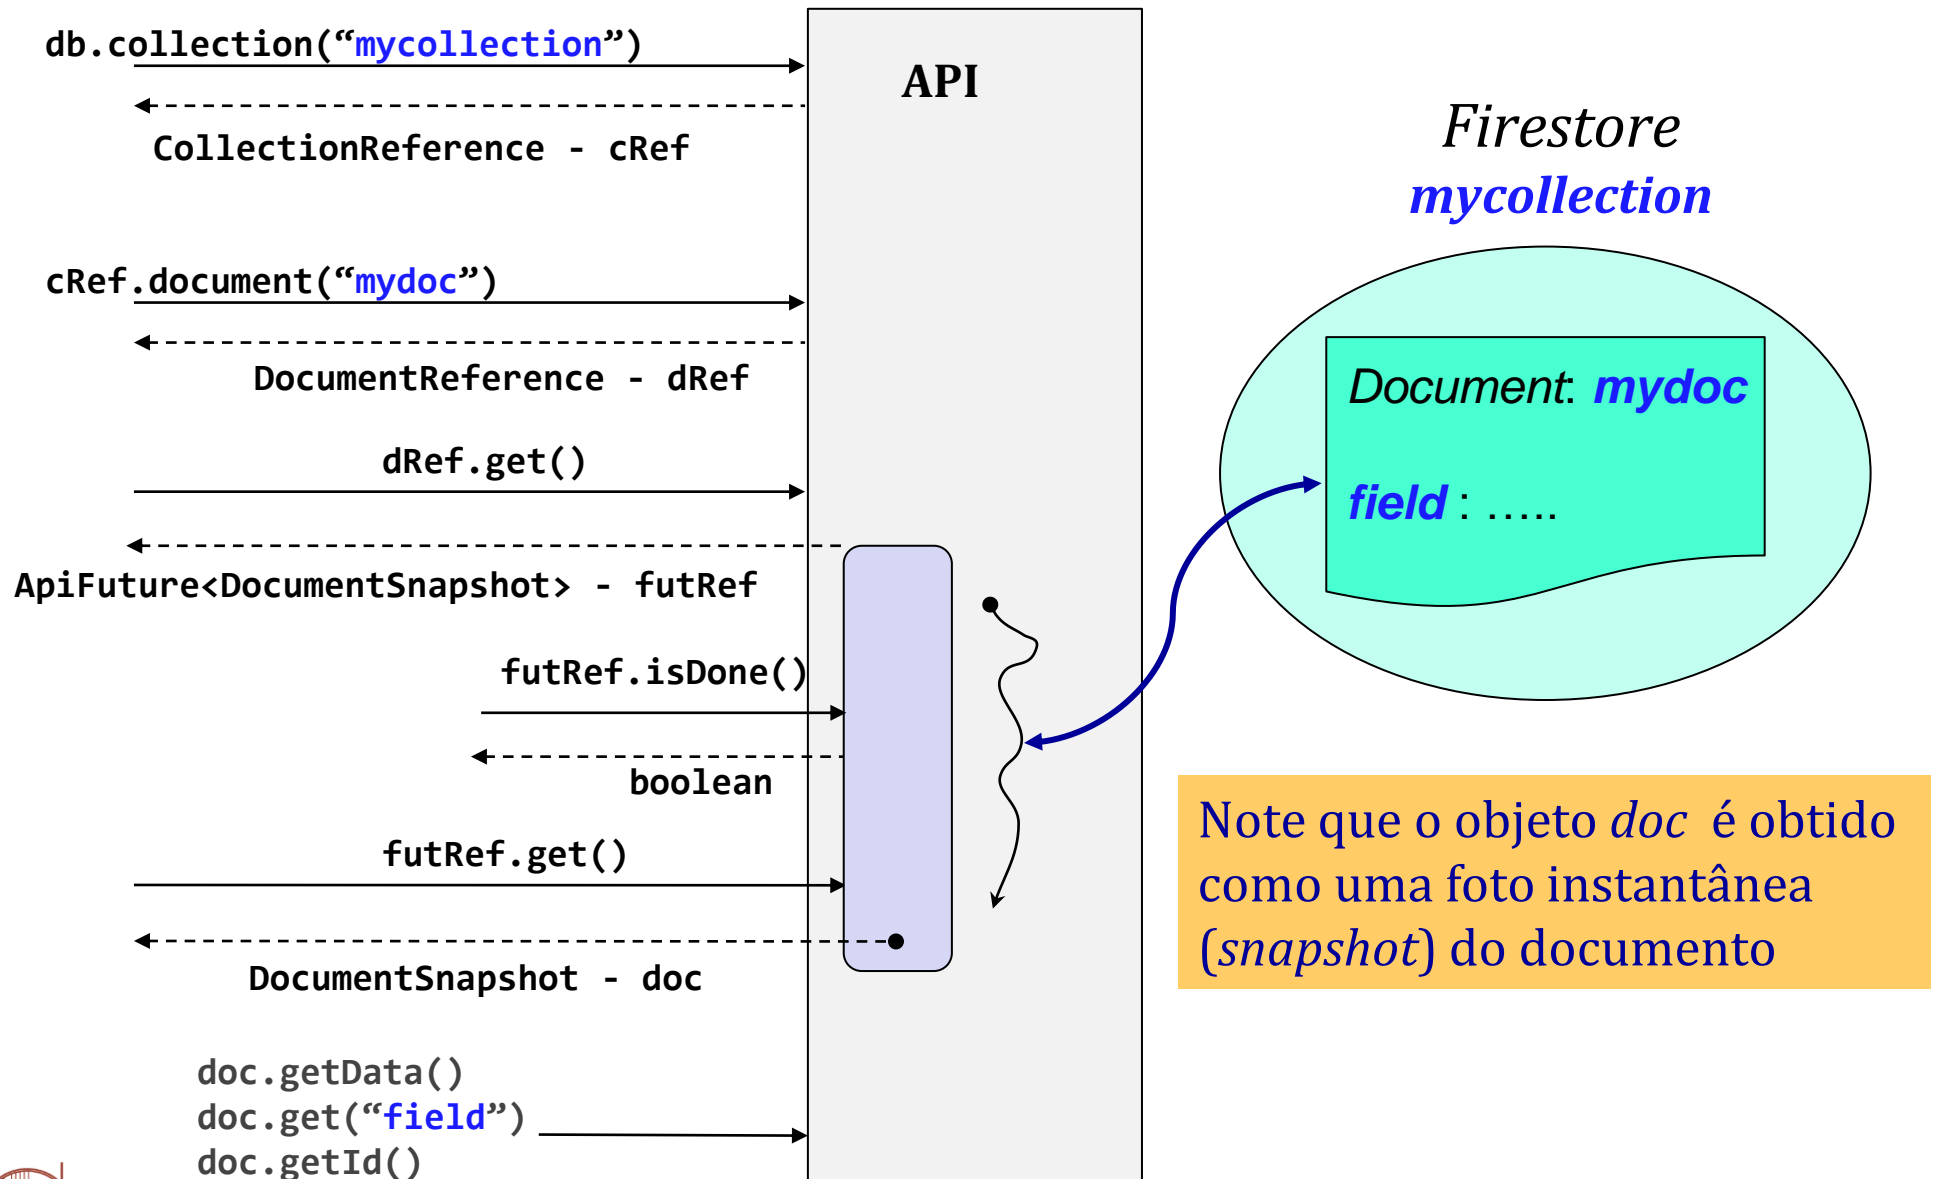 db.collection(“mycollection”)
API
CollectionReference - cRef
cRef.document(“mydoc”)
DocumentReference - dRef
dRef.get()
ApiFuture<DocumentSnapshot> - futRef
futRef.isDone()
boolean
futRef.get()
DocumentSnapshot - doc
doc.getData()
doc.get(“field”)
doc.getId()
Firestore
mycollection
Document: mydoc
field : …..
Note que o objeto doc é obtido
como uma foto instantânea
(snapshot) do documento